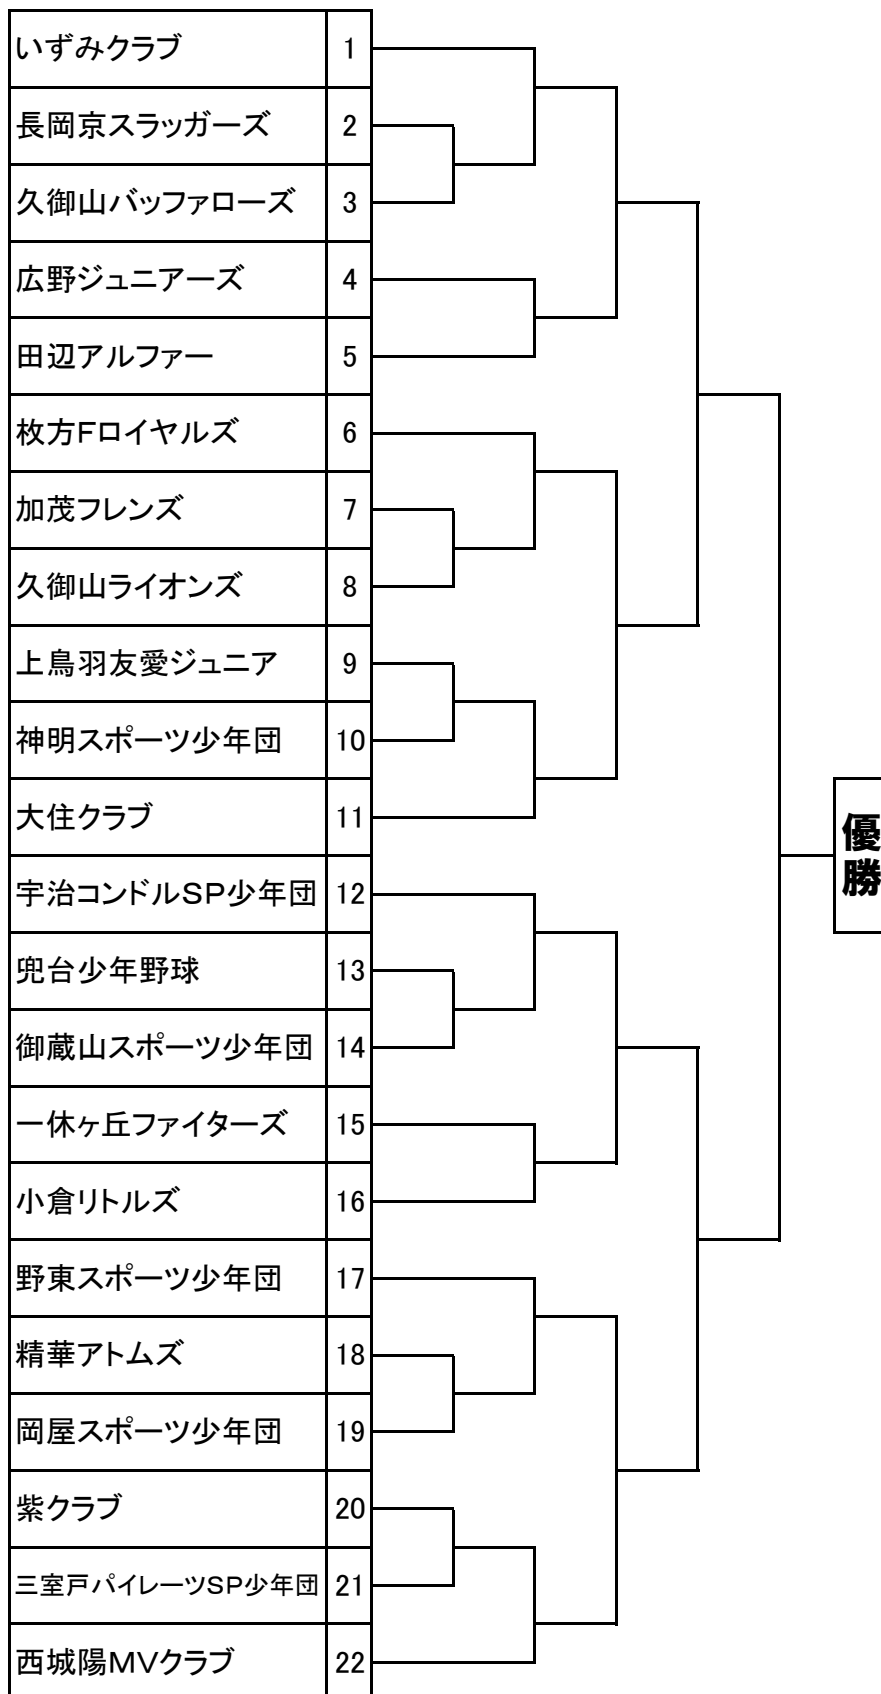 いずみクラブ 1
長岡京スラッガーズ 2
久御山バッファローズ 3
広野ジュニアーズ 4
田辺アルファー 5
枚方Fロイヤルズ 6
加茂フレンズ 7
久御山ライオンズ 8
上鳥羽友愛ジュニア 9
神明スポーツ少年団 10
大住クラブ 11
宇治コンドルSP少年団 12
兜台少年野球 13
御蔵山スポーツ少年団 14
一休ヶ丘ファイターズ 15
小倉リトルズ 16
野東スポーツ少年団 17
精華アトムズ 18
岡屋スポーツ少年団 19
紫クラブ 20
三室戸パイレーツSP少年団 21
西城陽MVクラブ 22
優勝